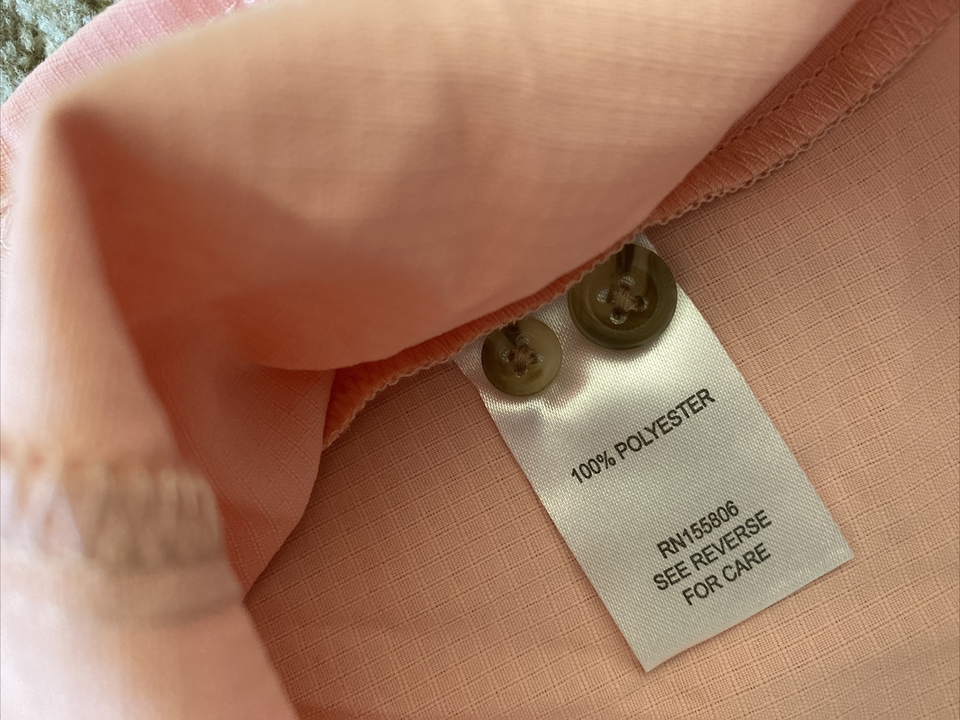 100% POLYESTER
RN155806
SEE REVERSE
FOR CARE